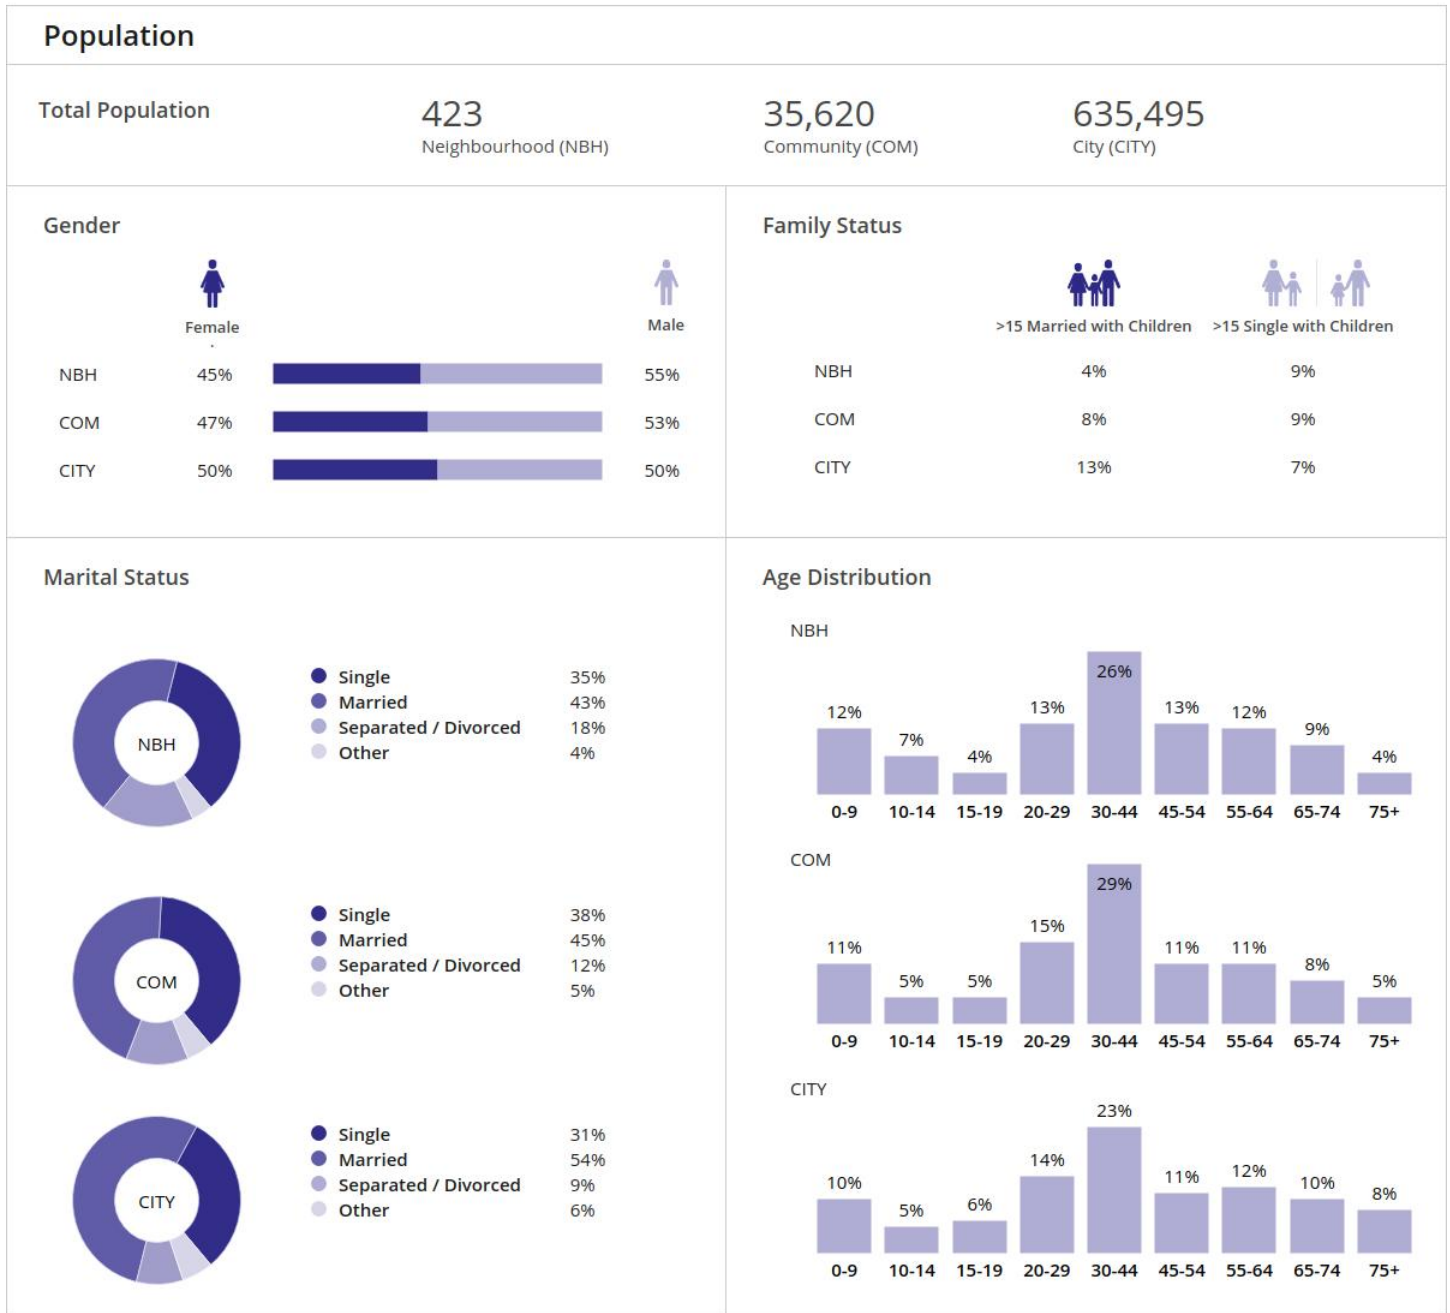 Population
Total Population
423
Neighbourhood (NBH)
35,620
Community (COM)
635,495
City (CITY)
Gender
Female
Male
NBH 45% 55%
COM 47% 53%
CITY 50% 50%
Family Status
>15 Married with Children >15 Single with Children
NBH 4% 9%
COM 8% 9%
CITY 13% 7%
Marital Status
NBH
Single 35%
Married 43%
Separated / Divorced 18%
Other 4%
COM
Single 38%
Married 45%
Separated / Divorced 12%
Other 5%
CITY
Single 31%
Married 54%
Separated / Divorced 9%
Other 6%
Age Distribution
NBH
12% 7% 4% 13% 26% 13% 12% 9% 4%
0-9 10-14 15-19 20-29 30-44 45-54 55-64 65-74 75+
COM
11% 5% 5% 15% 29% 11% 11% 8% 5%
0-9 10-14 15-19 20-29 30-44 45-54 55-64 65-74 75+
CITY
10% 5% 6% 14% 23% 11% 12% 10% 8%
0-9 10-14 15-19 20-29 30-44 45-54 55-64 65-74 75+